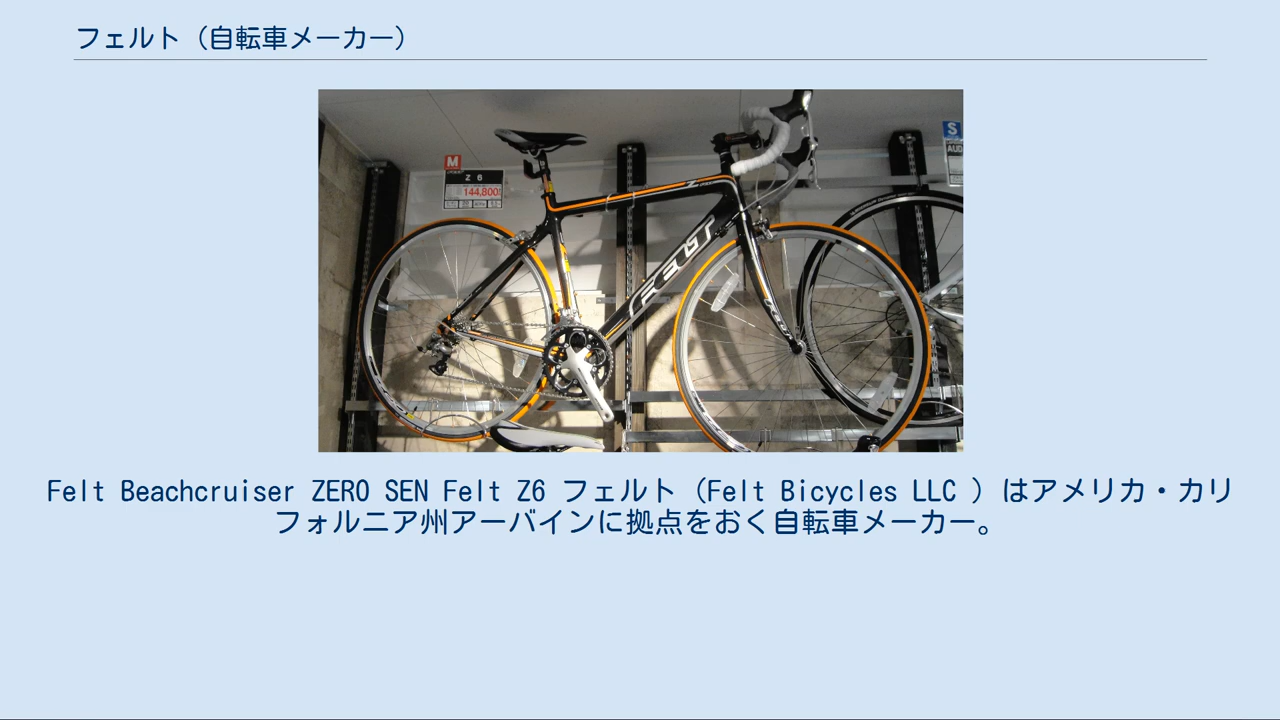 フェルト（自転車メーカー）
M
Z 6
144,800
S
AUD
Z
FELT
FELT
Felt Beachcruiser ZERO SEN Felt Z6 フェルト（Felt Bicycles LLC ）はアメリカ・カリ
フォルニア州アーバインに拠点をおく自転車メーカー。